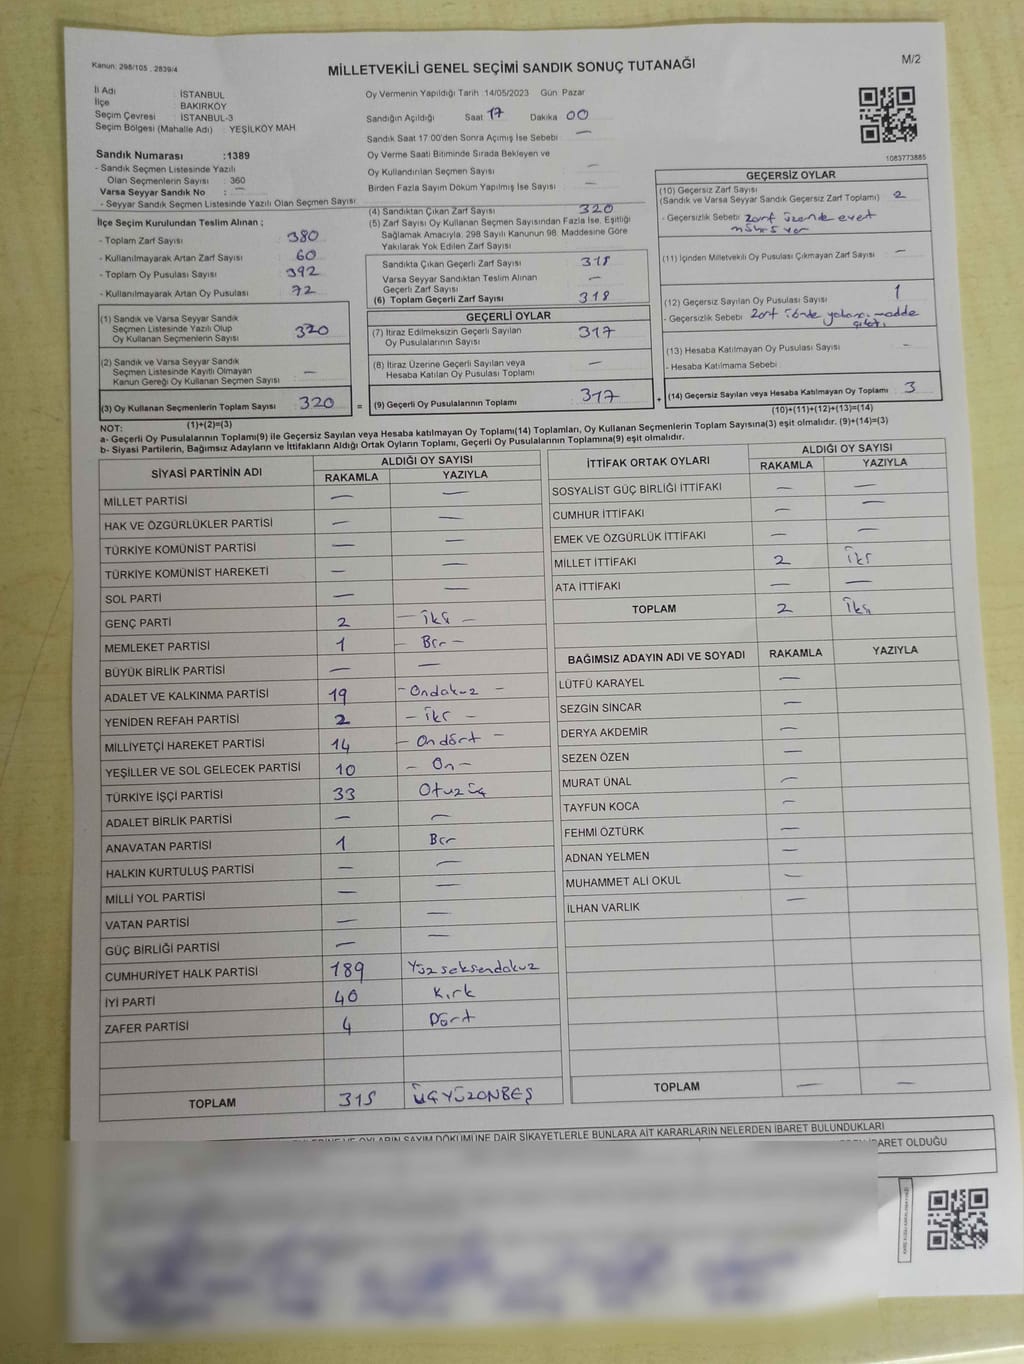 Kanun: 298/105 , 2839/4
MİLLETVEKİLİ GENEL SEÇİMİ SANDIK SONUÇ TUTANAĞI
M/2
İl Adı : İSTANBUL
İlçe : BAKIRKÖY
Seçim Çevresi : İSTANBUL-3
Seçim Bölgesi (Mahalle Adı) : YEŞİLKÖY MAH
Oy Vermenin Yapıldığı Tarih :14/05/2023 Gün: Pazar
Sandığın Açıldığı Saat 17 Dakika 00
Sandık Saat 17:00'den Sonra Açımış İse Sebebi : —
Oy Verme Saati Bitiminde Sırada Bekleyen ve
Oy Kullandırılan Seçmen Sayısı : —
Birden Fazla Sayım Döküm Yapılmış İse Sayısı : —
1083773885
Sandık Numarası :1389
- Sandık Seçmen Listesinde Yazılı
Olan Seçmenlerin Sayısı : 360
Varsa Seyyar Sandık No : —
- Seyyar Sandık Seçmen Listesinde Yazılı Olan Seçmen Sayısı :
İlçe Seçim Kurulundan Teslim Alınan ;
- Toplam Zarf Sayısı : 380
- Kullanılmayarak Artan Zarf Sayısı : 60
- Toplam Oy Pusulası Sayısı : 392
- Kullanılmayarak Artan Oy Pusulası : 72
(1) Sandık ve Varsa Seyyar Sandık
Seçmen Listesinde Yazılı Olup
Oy Kullanan Seçmenlerin Sayısı : 320
(2) Sandık ve Varsa Seyyar Sandık
Seçmen Listesinde Kayıtlı Olmayan
Kanun Gereği Oy Kullanan Seçmen Sayısı : —
(3) Oy Kullanan Seçmenlerin Toplam Sayısı : 320
(1)+(2)=(3)
(4) Sandıktan Çıkan Zarf Sayısı : 320
(5) Zarf Sayısı Oy Kullanan Seçmen Sayısından Fazla İse, Eşitliği
Sağlamak Amacıyla, 298 Sayılı Kanunun 98. Maddesine Göre
Yakılarak Yok Edilen Zarf Sayısı :
Sandıkta Çıkan Geçerli Zarf Sayısı : 318
Varsa Seyyar Sandıktan Teslim Alınan
Geçerli Zarf Sayısı : —
(6) Toplam Geçerli Zarf Sayısı : 318
GEÇERLİ OYLAR
(7) İtiraz Edilmeksizin Geçerli Sayılan
Oy Pusulalarının Sayısı : 317
(8) İtiraz Üzerine Geçerli Sayılan veya
Hesaba Katılan Oy Pusulası Toplamı : —
= (9) Geçerli Oy Pusulalarının Toplamı : 317
GEÇERSİZ OYLAR
(10) Geçersiz Zarf Sayısı : 2
(Sandık ve Varsa Seyyar Sandık Geçersiz Zarf Toplamı)
- Geçersizlik Sebebi : zarf üzerinde evet
(11) İçinden Milletvekili Oy Pusulası Çıkmayan Zarf Sayısı : —
(12) Geçersiz Sayılan Oy Pusulası Sayısı : 1
- Geçersizlik Sebebi : zarf içinde yabancı madde
çıktı
(13) Hesaba Katılmayan Oy Pusulası Sayısı : —
- Hesaba Katılmama Sebebi :
+ (14) Geçersiz Sayılan veya Hesaba Katılmayan Oy Toplamı : 3
(10)+(11)+(12)+(13)=(14)
NOT:
a- Geçerli Oy Pusulalarının Toplamı(9) ile Geçersiz Sayılan veya Hesaba katılmayan Oy Toplamı(14) Toplamları, Oy Kullanan Seçmenlerin Toplam Sayısına(3) eşit olmalıdır. (9)+(14)=(3)
b- Siyasi Partilerin, Bağımsız Adayların ve İttifakların Aldığı Ortak Oyların Toplamı, Geçerli Oy Pusulalarının Toplamına(9) eşit olmalıdır.
SİYASİ PARTİNİN ADI ALDIĞI OY SAYISI
RAKAMLA YAZIYLA
MİLLET PARTİSİ — —
HAK VE ÖZGÜRLÜKLER PARTİSİ — —
TÜRKİYE KOMÜNİST PARTİSİ — —
TÜRKİYE KOMÜNİST HAREKETİ — —
SOL PARTİ — —
GENÇ PARTİ 2 — iki —
MEMLEKET PARTİSİ 1 — Bir —
BÜYÜK BİRLİK PARTİSİ — —
ADALET VE KALKINMA PARTİSİ 19 — Ondokuz —
YENİDEN REFAH PARTİSİ 2 — iki —
MİLLİYETÇİ HAREKET PARTİSİ 14 — Ondört —
YEŞİLLER VE SOL GELECEK PARTİSİ 10 — On —
TÜRKİYE İŞÇİ PARTİSİ 33 Otuz üç
ADALET BİRLİK PARTİSİ — —
ANAVATAN PARTİSİ 1 Bir
HALKIN KURTULUŞ PARTİSİ — —
MİLLİ YOL PARTİSİ — —
VATAN PARTİSİ — —
GÜÇ BİRLİĞİ PARTİSİ — —
CUMHURİYET HALK PARTİSİ 189 Yüzseksendokuz
İYİ PARTİ 40 Kırk
ZAFER PARTİSİ 4 Dört
TOPLAM 315 ÜÇYÜZONBEŞ
İTTİFAK ORTAK OYLARI ALDIĞI OY SAYISI
RAKAMLA YAZIYLA
SOSYALİST GÜÇ BİRLİĞİ İTTİFAKI — —
CUMHUR İTTİFAKI — —
EMEK VE ÖZGÜRLÜK İTTİFAKI — —
MİLLET İTTİFAKI 2 iki
ATA İTTİFAKI — —
TOPLAM 2 iki
BAĞIMSIZ ADAYIN ADI VE SOYADI RAKAMLA YAZIYLA
LÜTFÜ KARAYEL —
SEZGİN SİNCAR —
DERYA AKDEMİR —
SEZEN ÖZEN —
MURAT ÜNAL —
TAYFUN KOCA —
FEHMİ ÖZTÜRK —
ADNAN YELMEN —
MUHAMMET ALİ OKUL —
İLHAN VARLIK —
TOPLAM — —
OYLARIN SAYIM DÖKÜMÜNE DAİR ŞİKAYETLERLE BUNLARA AİT KARARLARIN NELERDEN İBARET BULUNDUKLARI
İBARET OLDUĞU